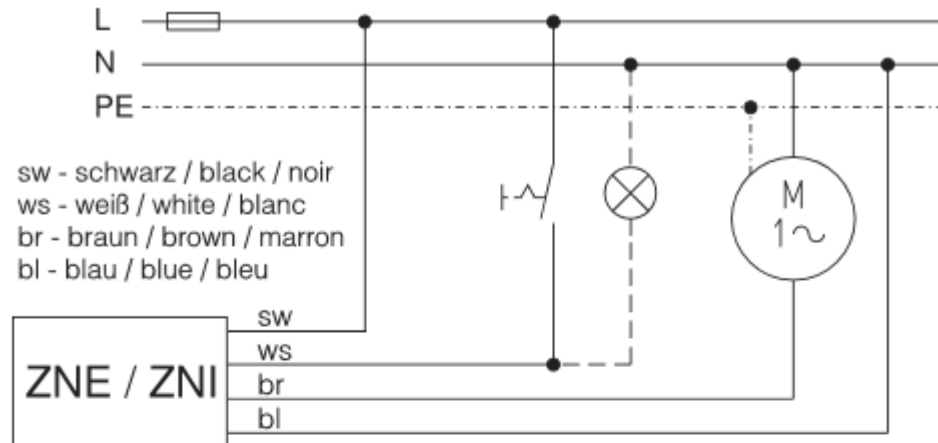 L
N
PE
sw - schwarz / black / noir
ws - weiß / white / blanc
br - braun / brown / marron
bl - blau / blue / bleu
M
1~
sw
ws
ZNE / ZNI
br
bl